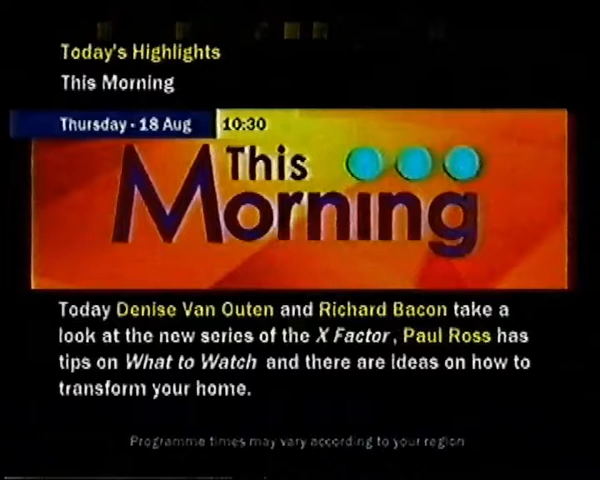 Today's Highlights
This Morning
Thursday - 18 Aug 10:30
This
Morning
Today Denise Van Outen and Richard Bacon take a
look at the new series of the X Factor, Paul Ross has
tips on What to Watch and there are ideas on how to
transform your home.
Programme times may vary according to your region